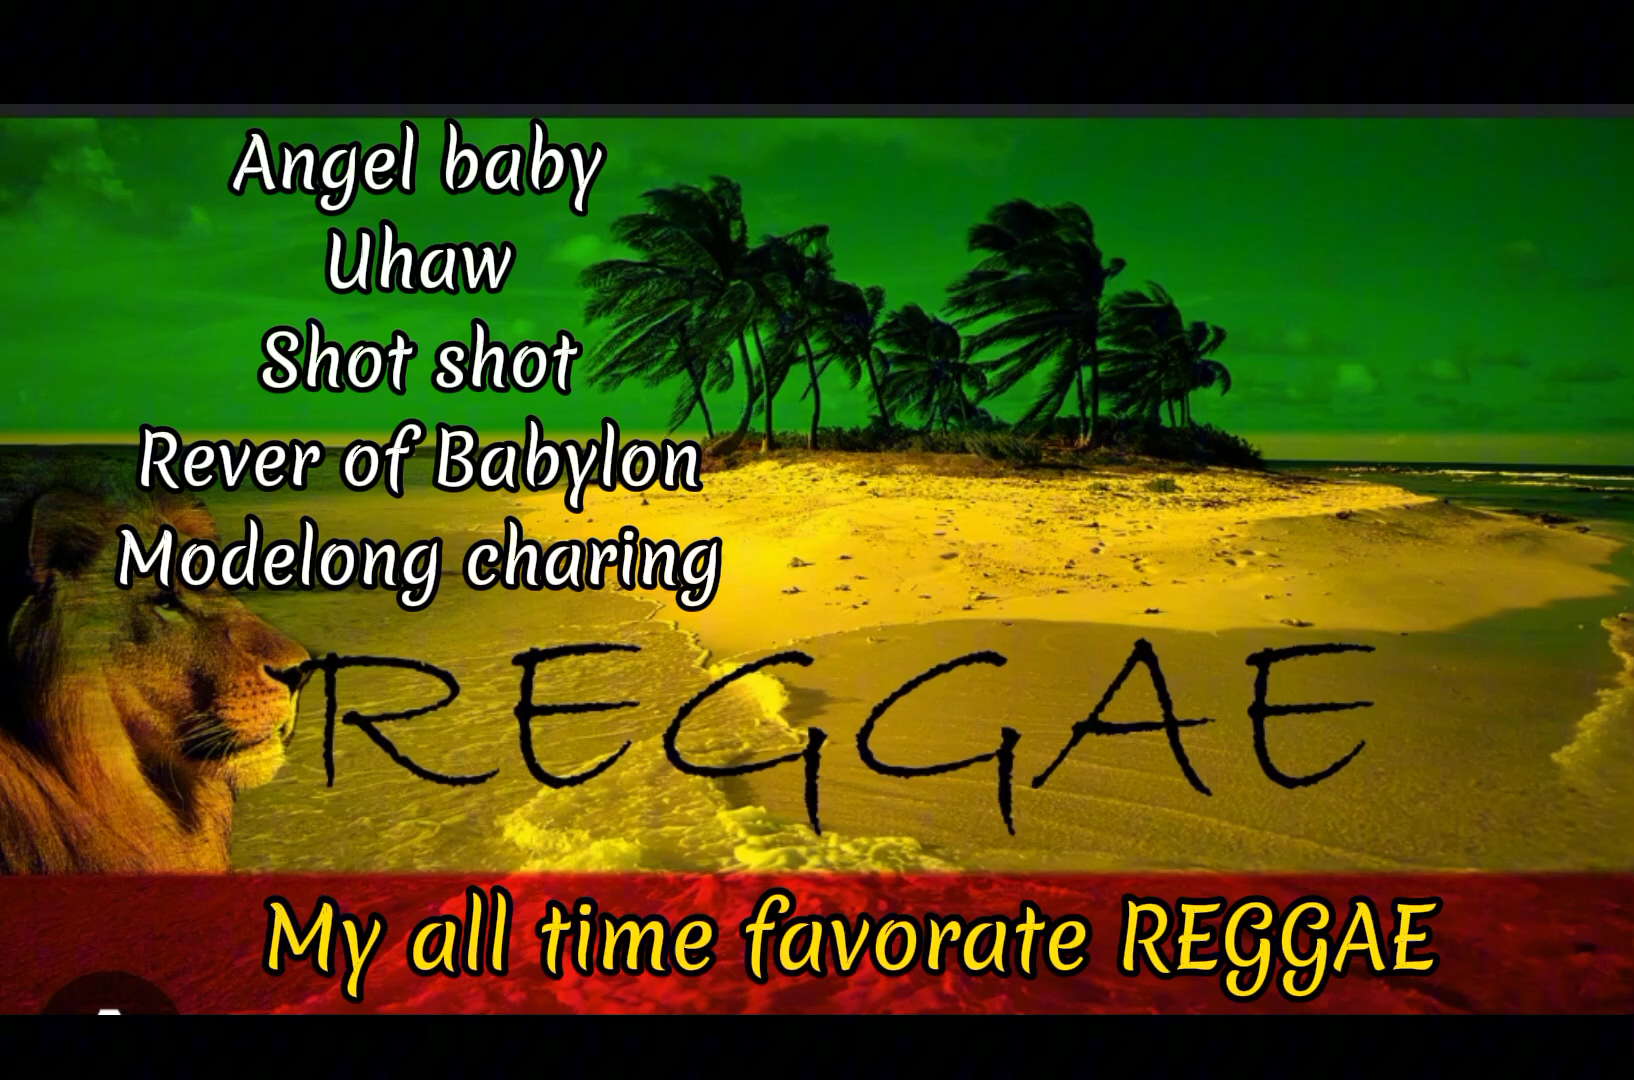 Angel baby
Uhaw
Shot shot
Rever of Babylon
Modelong charing
REGGAE
My all time favorate REGGAE